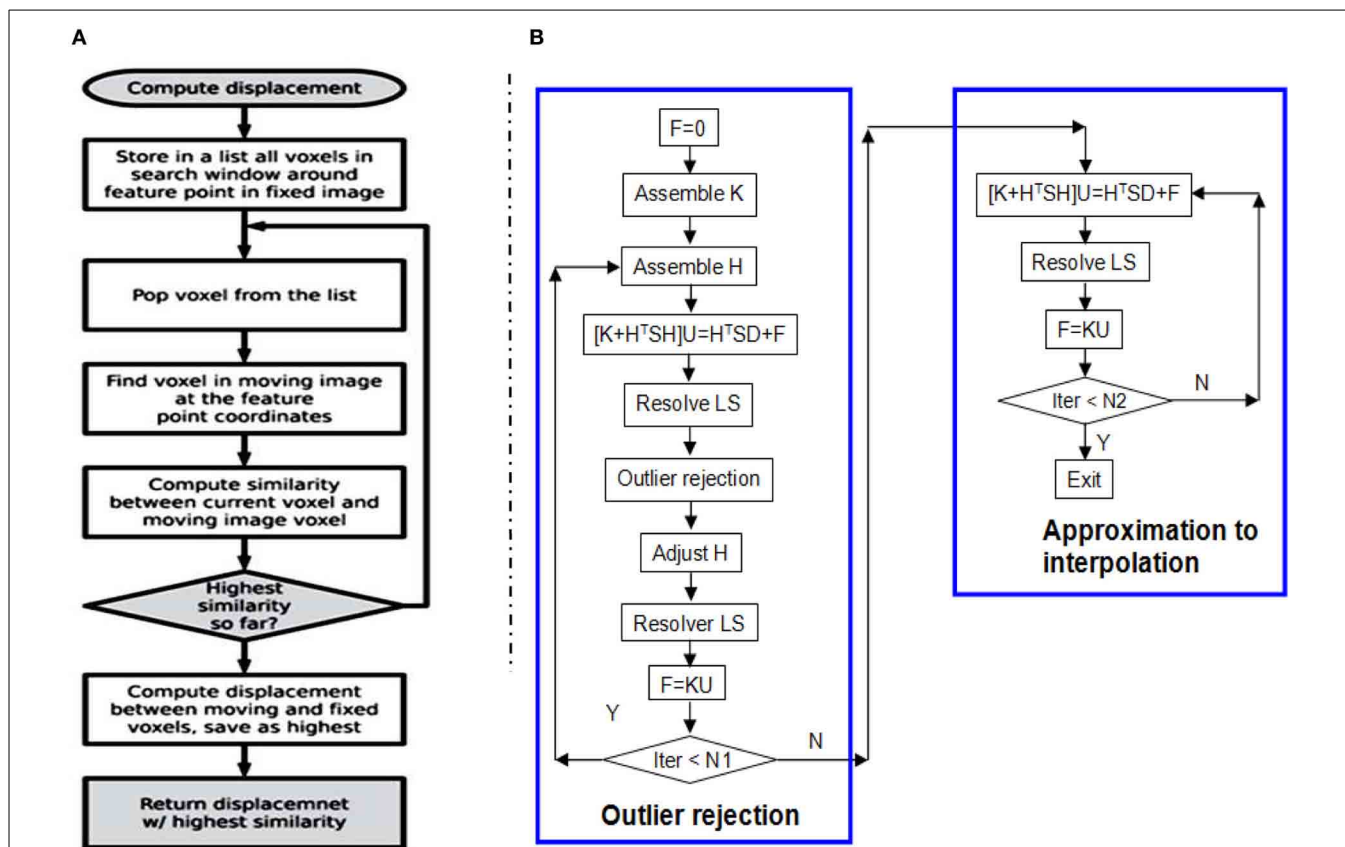 A
Compute displacement
Store in a list all voxels in
search window around
feature point in fixed image
Pop voxel from the list
Find voxel in moving image
at the feature
point coordinates
Compute similarity
between current voxel and
moving image voxel
Highest
similarity
so far?
Compute displacement
between moving and fixed
voxels, save as highest
Return displacemnet
w/ highest similarity
B
F=0
Assemble K
Assemble H
[K+HᵀSH]U=HᵀSD+F
Resolve LS
Outlier rejection
Adjust H
Resolver LS
F=KU
Y
Iter < N1
N
Outlier rejection
[K+HᵀSH]U=HᵀSD+F
Resolve LS
F=KU
Iter < N2
N
Y
Exit
Approximation to
interpolation